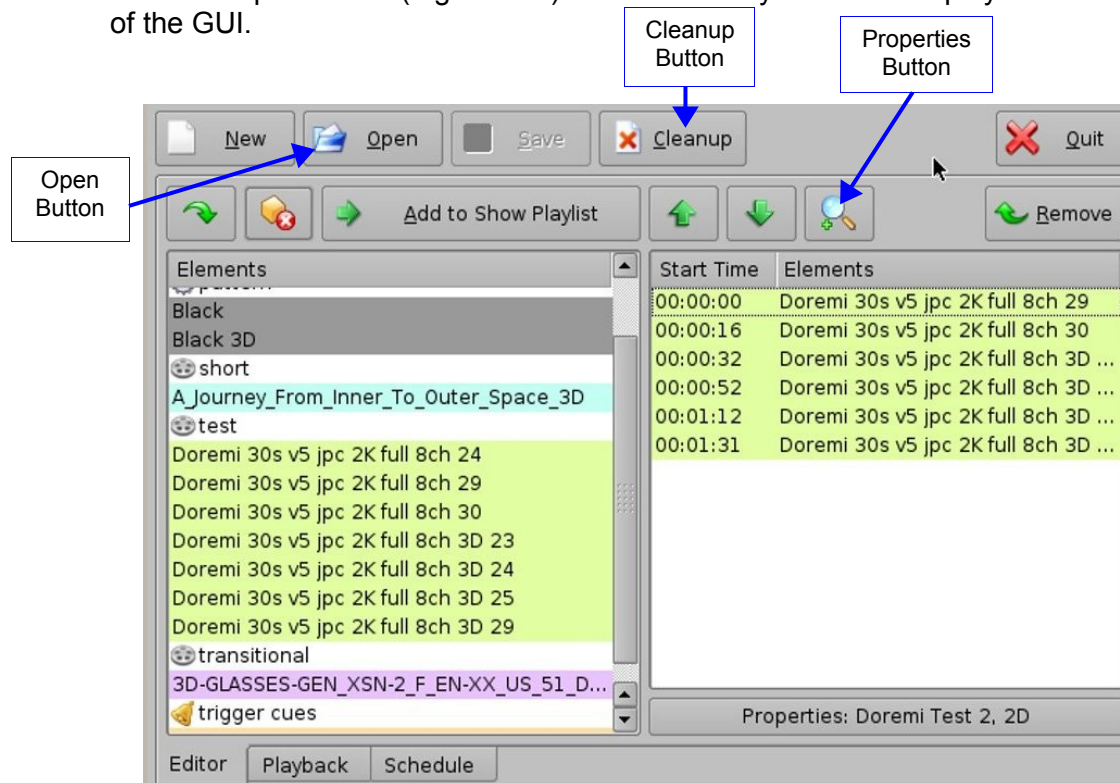 of the GUI.
Cleanup
Button
Properties
Button
Open
Button
New Open Save Cleanup Quit
Add to Show Playlist Remove
Elements
pattern
Black
Black 3D
short
A_Journey_From_Inner_To_Outer_Space_3D
test
Doremi 30s v5 jpc 2K full 8ch 24
Doremi 30s v5 jpc 2K full 8ch 29
Doremi 30s v5 jpc 2K full 8ch 30
Doremi 30s v5 jpc 2K full 8ch 3D 23
Doremi 30s v5 jpc 2K full 8ch 3D 24
Doremi 30s v5 jpc 2K full 8ch 3D 25
Doremi 30s v5 jpc 2K full 8ch 3D 29
transitional
3D-GLASSES-GEN_XSN-2_F_EN-XX_US_51_D...
trigger cues
Start Time Elements
00:00:00 Doremi 30s v5 jpc 2K full 8ch 29
00:00:16 Doremi 30s v5 jpc 2K full 8ch 30
00:00:32 Doremi 30s v5 jpc 2K full 8ch 3D ...
00:00:52 Doremi 30s v5 jpc 2K full 8ch 3D ...
00:01:12 Doremi 30s v5 jpc 2K full 8ch 3D ...
00:01:31 Doremi 30s v5 jpc 2K full 8ch 3D ...
Properties: Doremi Test 2, 2D
Editor Playback Schedule